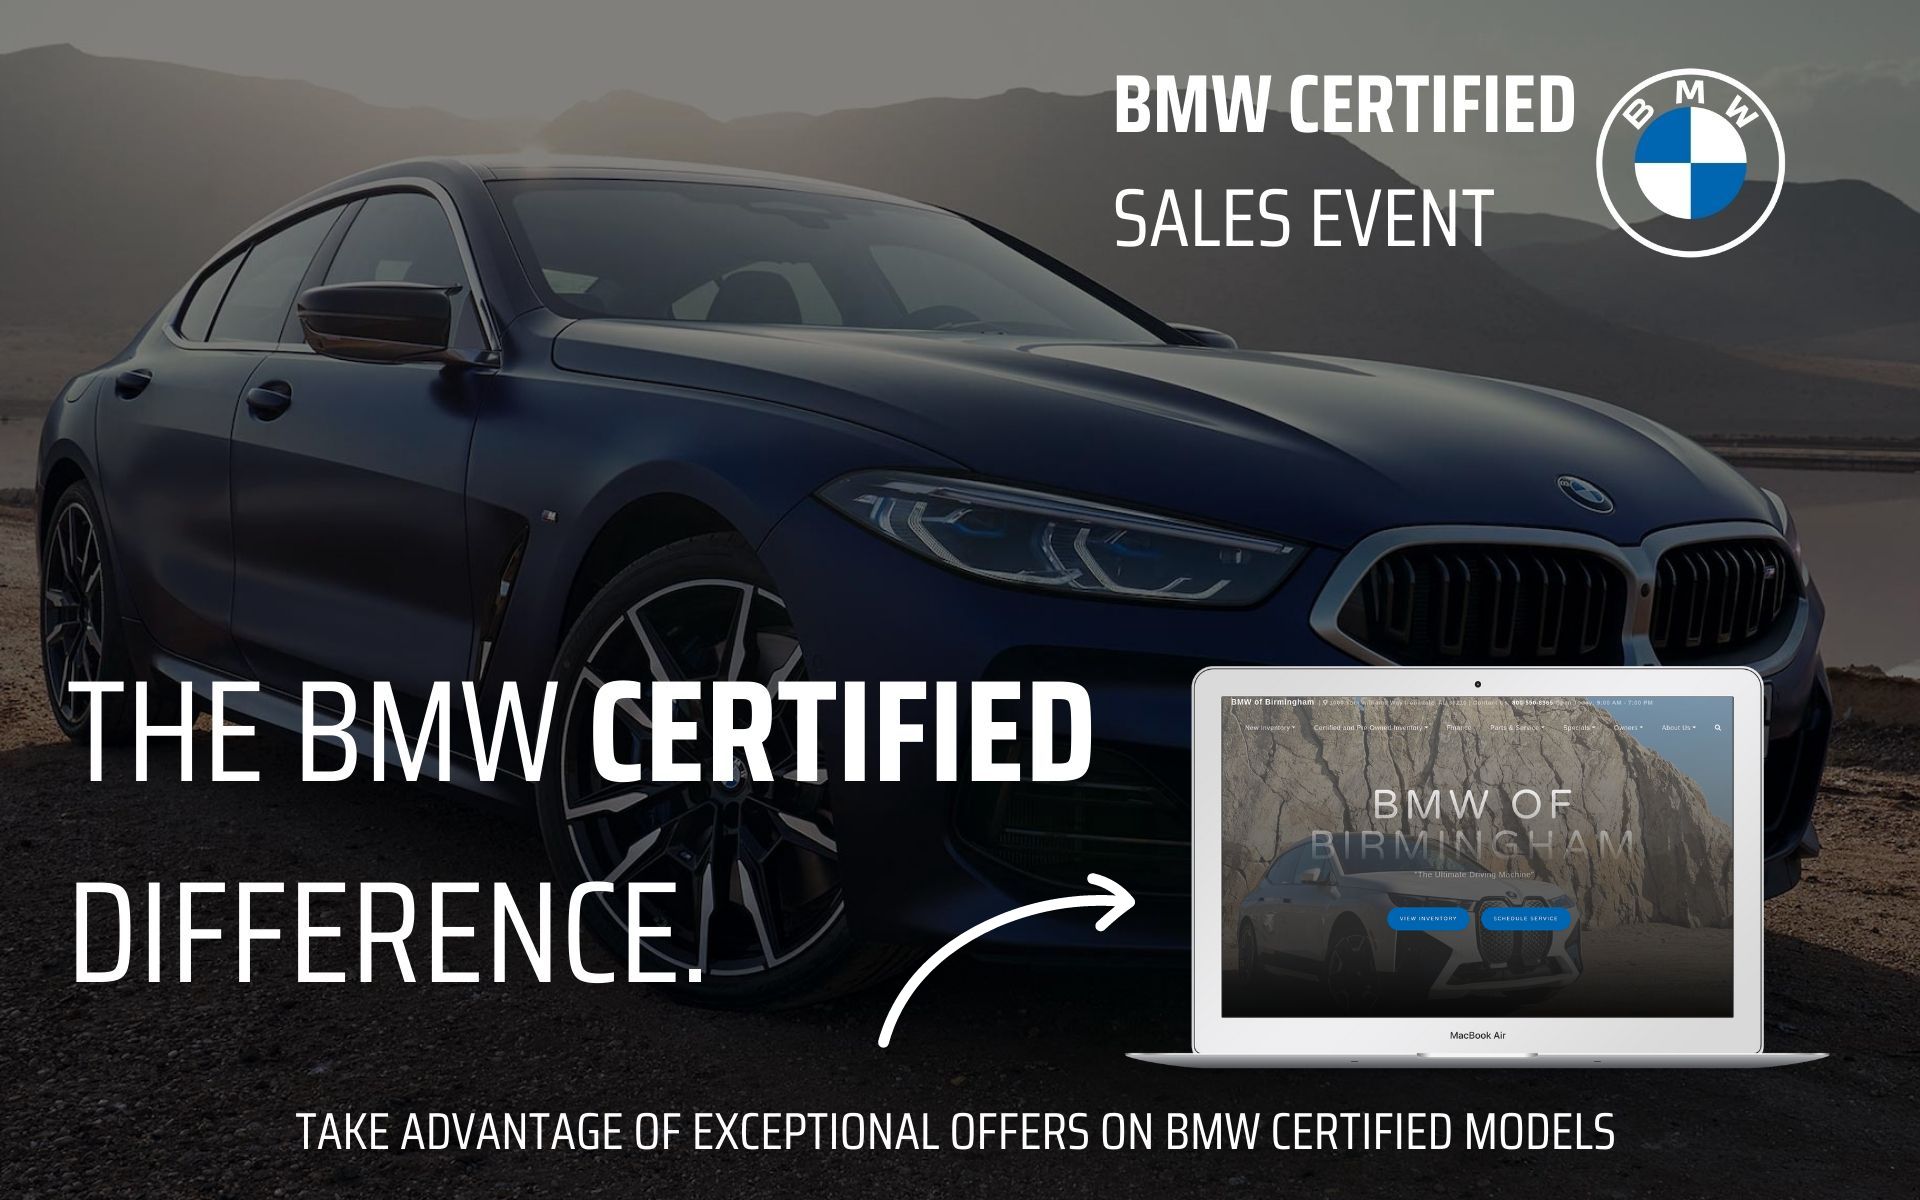 BMW CERTIFIED
SALES EVENT
BMW
THE BMW CERTIFIED
DIFFERENCE.
BMW of Birmingham
New Inventory Certified and Pre-Owned Inventory Finance Parts & Service Specials Owners About Us
BMW OF
BIRMINGHAM
"The Ultimate Driving Machine"
VIEW INVENTORY SCHEDULE SERVICE
MacBook Air
TAKE ADVANTAGE OF EXCEPTIONAL OFFERS ON BMW CERTIFIED MODELS